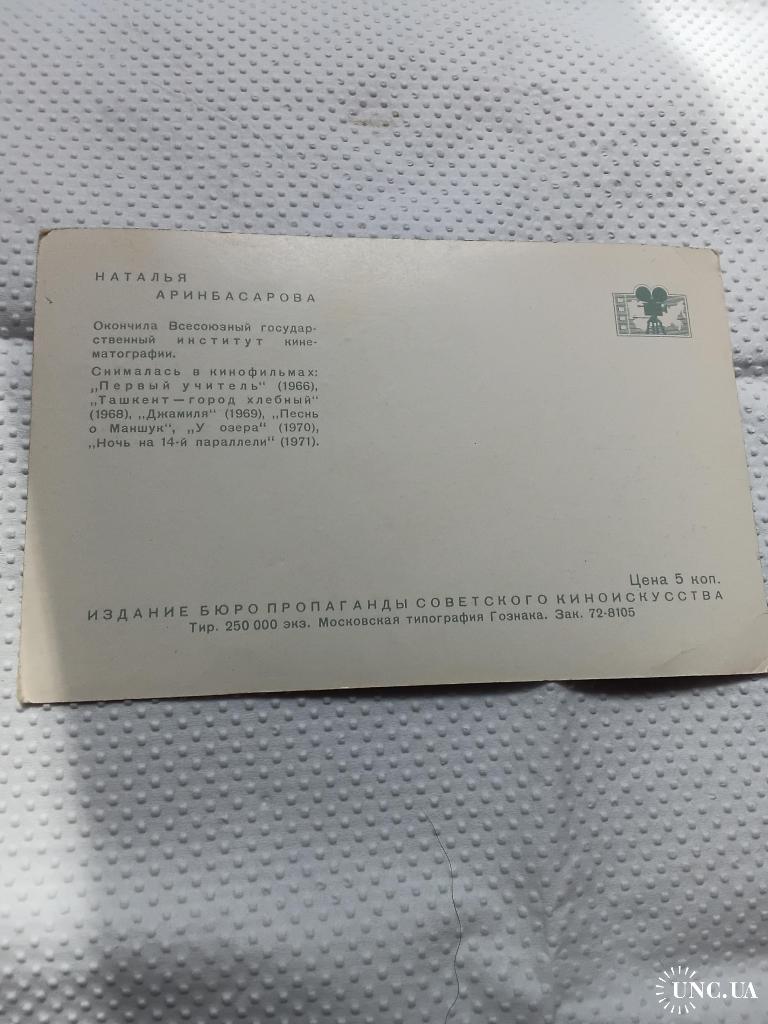 НАТАЛЬЯ
АРИНБАСАРОВА
Окончила Всесоюзный государ-
ственный институт кине-
матографии.
Снималась в кинофильмах:
„Первый учитель“ (1966),
„Ташкент — город хлебный“
(1968), „Джамиля“ (1969), „Песнь
о Маншук“, „У озера“ (1970),
„Ночь на 14-й параллели“ (1971).
Цена 5 коп.
ИЗДАНИЕ БЮРО ПРОПАГАНДЫ СОВЕТСКОГО КИНОИСКУССТВА
Тир. 250 000 экз. Московская типография Гознака. Зак. 72-8105
UNC.UA